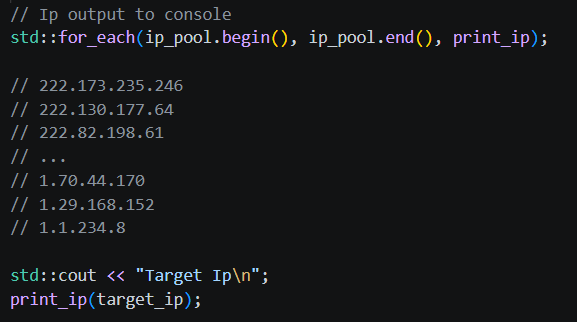 // Ip output to console
std::for_each(ip_pool.begin(), ip_pool.end(), print_ip);
// 222.173.235.246
// 222.130.177.64
// 222.82.198.61
// ...
// 1.70.44.170
// 1.29.168.152
// 1.1.234.8
std::cout << "Target Ip\n";
print_ip(target_ip);